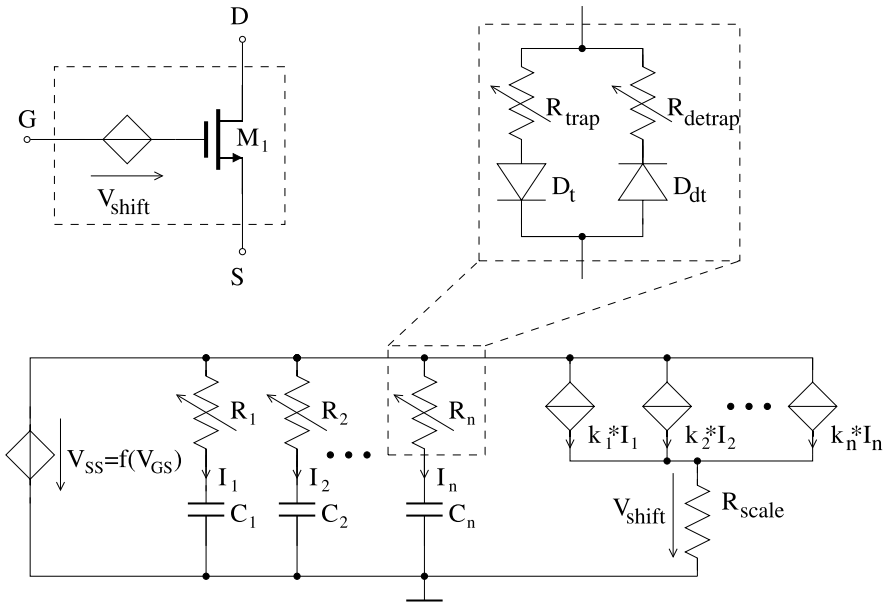 D
G
M1
Vshift
S
Rtrap
Rdetrap
Dt
Ddt
VSS=f(VGS)
R1
R2
Rn
I1
I2
In
C1
C2
Cn
k1*I1
k2*I2
kn*In
Vshift
Rscale